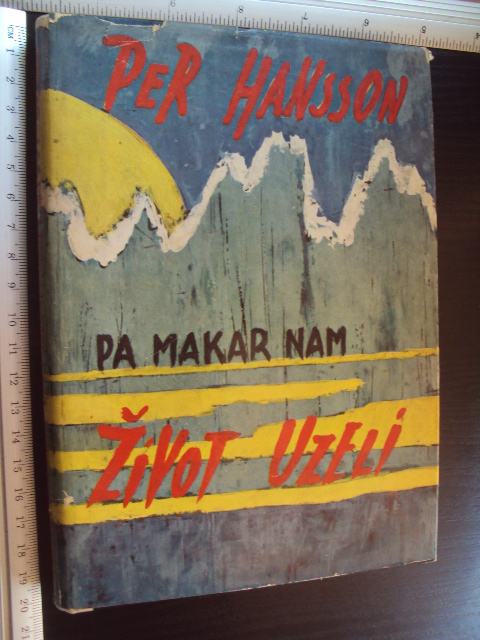 PER HANSSON
PA MAKAR NAM
ŽIVOT UZELI